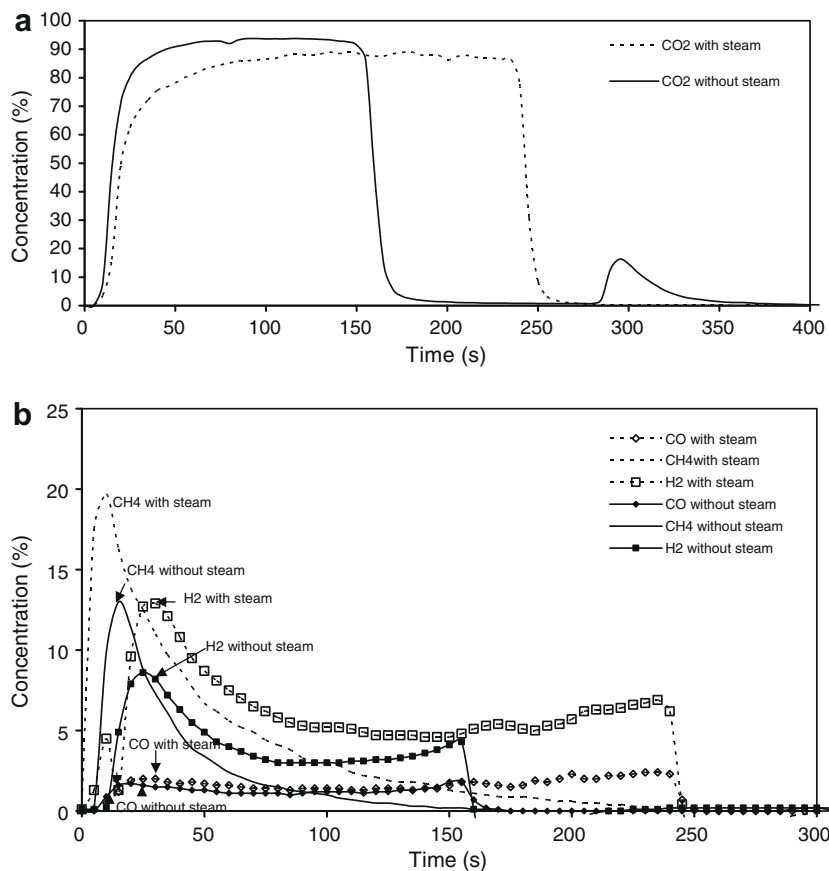 a
100
90
80
70
60
50
40
30
20
10
0
Concentration (%)
CO2 with steam
CO2 without steam
0 50 100 150 200 250 300 350 400
Time (s)
b
25
20
15
10
5
0
Concentration (%)
CO with steam
CH4with steam
H2 with steam
CO without steam
CH4 without steam
H2 without steam
CH4 with steam
CH4 without steam
H2 with steam
H2 without steam
CO with steam
CO without steam
0 50 100 150 200 250 300
Time (s)